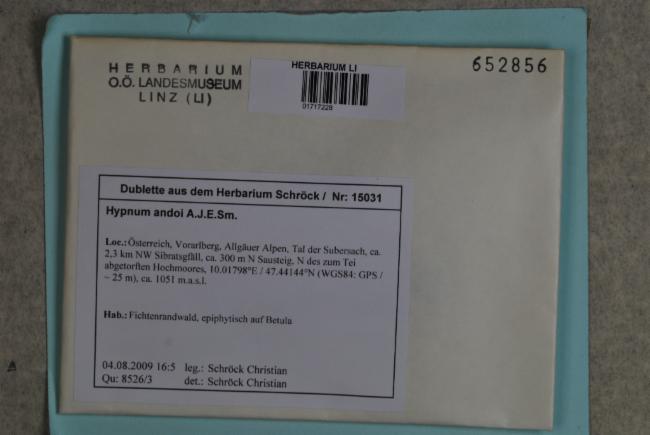 HERBARIUM
O.Ö. LANDESMUSEUM
LINZ (LI)
HERBARIUM LI
01717228
652856
Dublette aus dem Herbarium Schröck / Nr: 15031
Hypnum andoi A.J.E.Sm.
Loc.: Österreich, Vorarlberg, Allgäuer Alpen, Tal der Subersach, ca.
2,3 km NW Sibratsgfäll, ca. 300 m N Sausteig, N des zum Tei
abgetorften Hochmoores, 10.01798°E / 47.44144°N (WGS84: GPS /
~ 25 m), ca. 1051 m.a.s.l.
Hab.: Fichtenrandwald, epiphytisch auf Betula
04.08.2009 16:5 leg.: Schröck Christian
Qu: 8526/3 det.: Schröck Christian